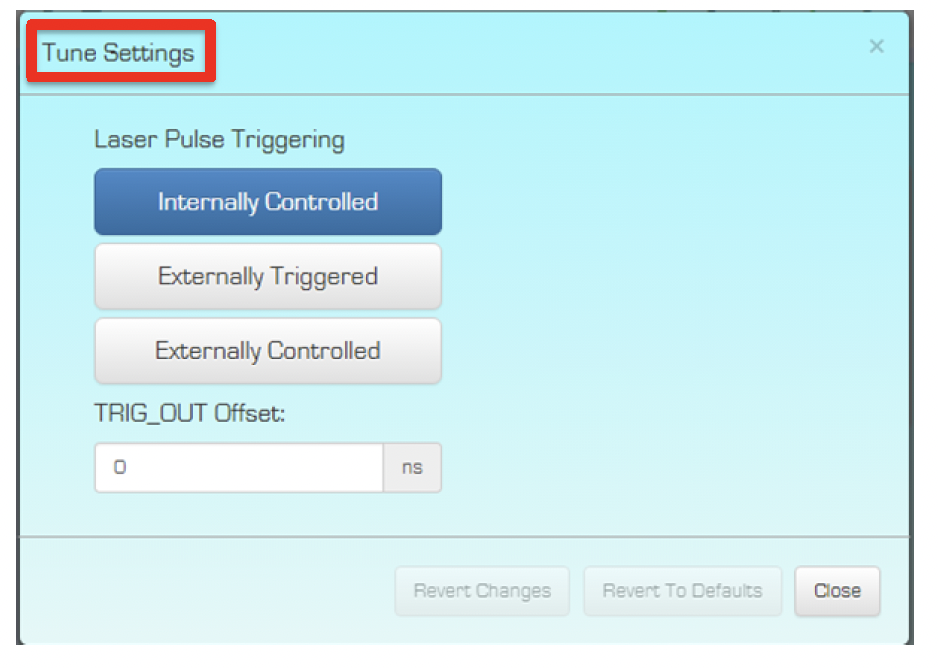 Tune Settings ×
Laser Pulse Triggering
Internally Controlled
Externally Triggered
Externally Controlled
TRIG_OUT Offset:
0 ns
Revert Changes Revert To Defaults Close